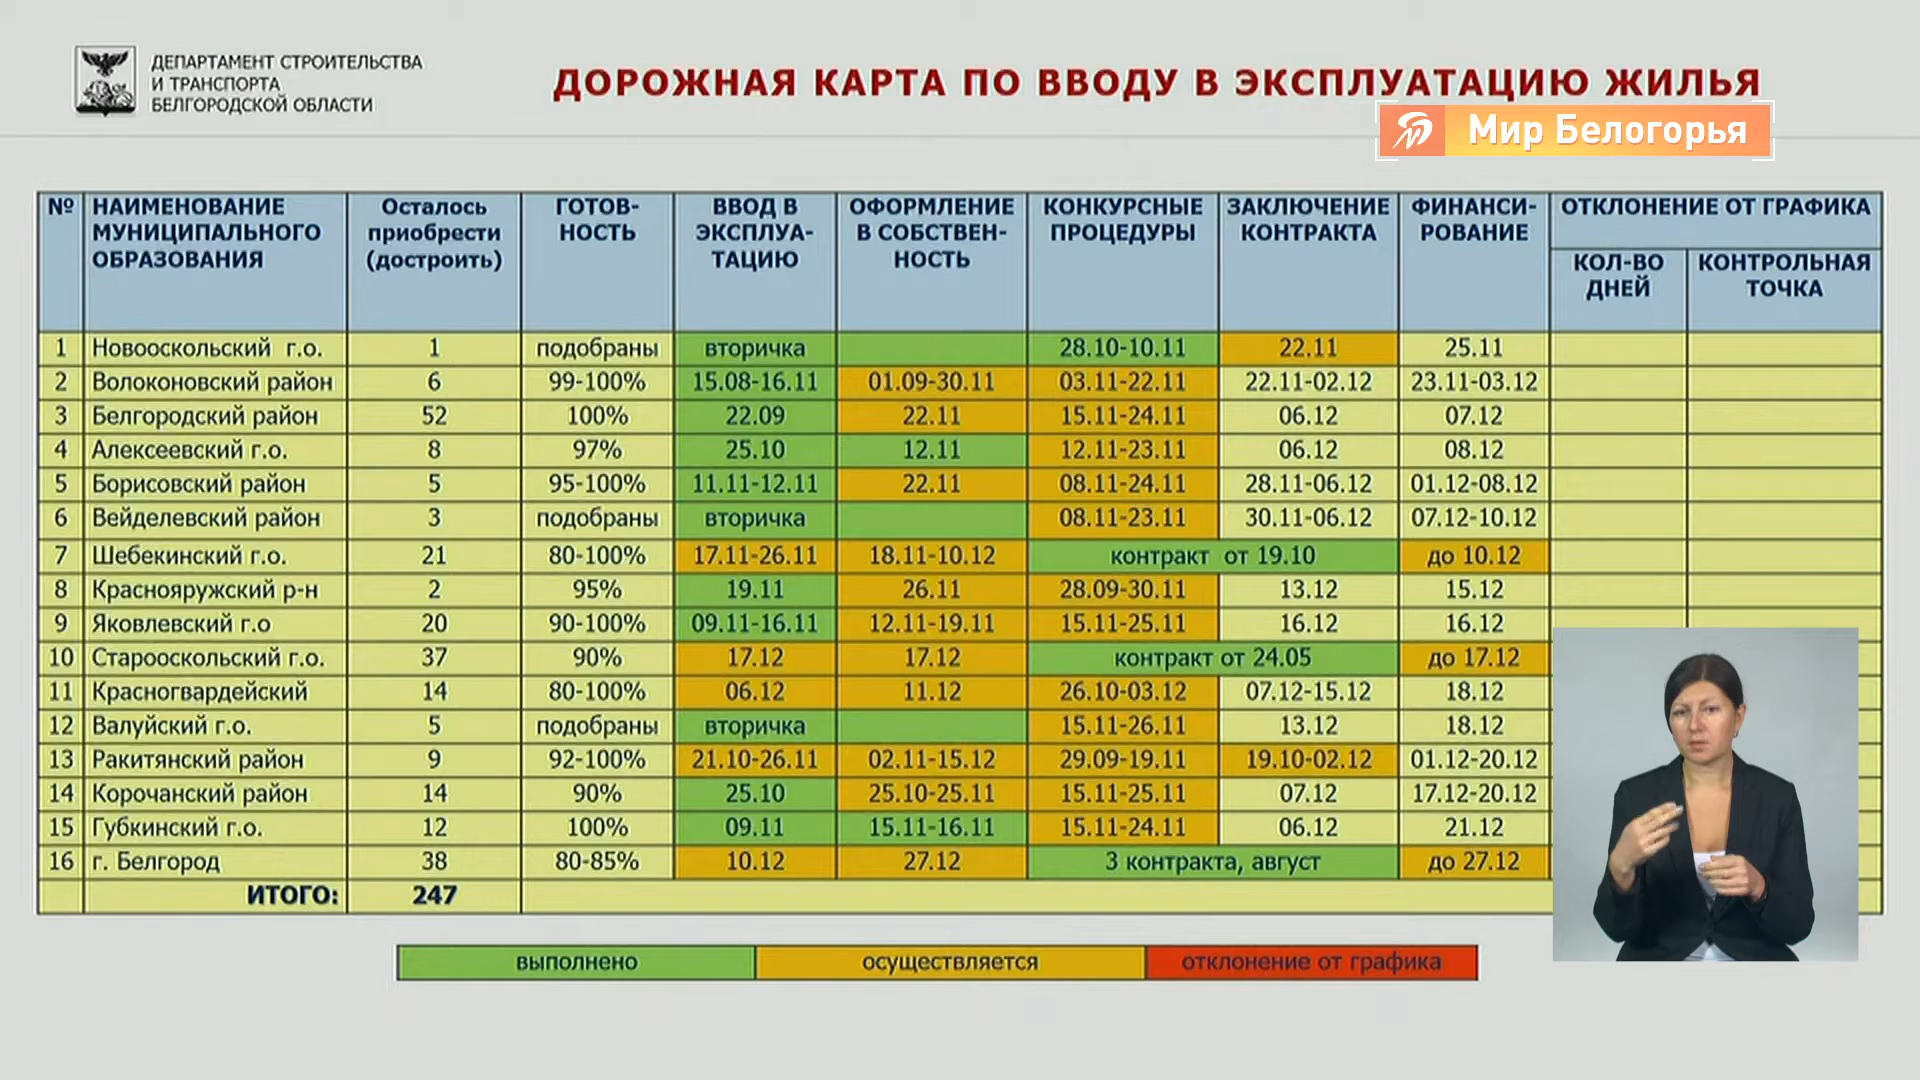 ДЕПАРТАМЕНТ СТРОИТЕЛЬСТВА
И ТРАНСПОРТА
БЕЛГОРОДСКОЙ ОБЛАСТИ
ДОРОЖНАЯ КАРТА ПО ВВОДУ В ЭКСПЛУАТАЦИЮ ЖИЛЬЯ
Мир Белогорья
№ НАИМЕНОВАНИЕ МУНИЦИПАЛЬНОГО ОБРАЗОВАНИЯ Осталось приобрести (достроить) ГОТОВ-НОСТЬ ВВОД В ЭКСПЛУА-ТАЦИЮ ОФОРМЛЕНИЕ В СОБСТВЕН-НОСТЬ КОНКУРСНЫЕ ПРОЦЕДУРЫ ЗАКЛЮЧЕНИЕ КОНТРАКТА ФИНАНСИ-РОВАНИЕ ОТКЛОНЕНИЕ ОТ ГРАФИКА
КОЛ-ВО ДНЕЙ КОНТРОЛЬНАЯ ТОЧКА
1 Новооскольский г.о. 1 подобраны вторичка 28.10-10.11 22.11 25.11
2 Волоконовский район 6 99-100% 15.08-16.11 01.09-30.11 03.11-22.11 22.11-02.12 23.11-03.12
3 Белгородский район 52 100% 22.09 22.11 15.11-24.11 06.12 07.12
4 Алексеевский г.о. 8 97% 25.10 12.11 12.11-23.11 06.12 08.12
5 Борисовский район 5 95-100% 11.11-12.11 22.11 08.11-24.11 28.11-06.12 01.12-08.12
6 Вейделевский район 3 подобраны вторичка 08.11-23.11 30.11-06.12 07.12-10.12
7 Шебекинский г.о. 21 80-100% 17.11-26.11 18.11-10.12 контракт от 19.10 до 10.12
8 Краснояружский р-н 2 95% 19.11 26.11 28.09-30.11 13.12 15.12
9 Яковлевский г.о 20 90-100% 09.11-16.11 12.11-19.11 15.11-25.11 16.12 16.12
10 Старооскольский г.о. 37 90% 17.12 17.12 контракт от 24.05 до 17.12
11 Красногвардейский 14 80-100% 06.12 11.12 26.10-03.12 07.12-15.12 18.12
12 Валуйский г.о. 5 подобраны вторичка 15.11-26.11 13.12 18.12
13 Ракитянский район 9 92-100% 21.10-26.11 02.11-15.12 29.09-19.11 19.10-02.12 01.12-20.12
14 Корочанский район 14 90% 25.10 25.10-25.11 15.11-25.11 07.12 17.12-20.12
15 Губкинский г.о. 12 100% 09.11 15.11-16.11 15.11-24.11 06.12 21.12
16 г. Белгород 38 80-85% 10.12 27.12 3 контракта, август до 27.12
ИТОГО: 247
выполнено осуществляется отклонение от графика